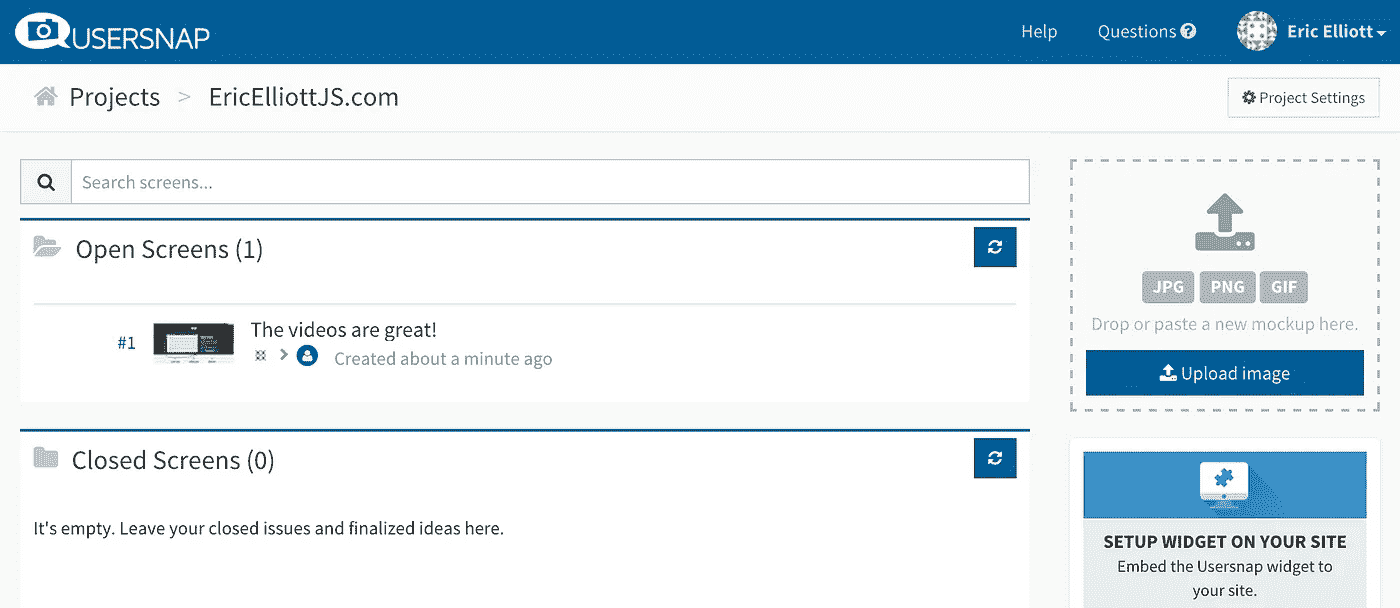 USERSNAP
Help
Questions
Eric Elliott
Projects > EricElliottJS.com
Project Settings
Search screens...
Open Screens (1)
#1
The videos are great!
Created about a minute ago
Closed Screens (0)
It's empty. Leave your closed issues and finalized ideas here.
JPG PNG GIF
Drop or paste a new mockup here.
Upload image
SETUP WIDGET ON YOUR SITE
Embed the Usersnap widget to
your site.